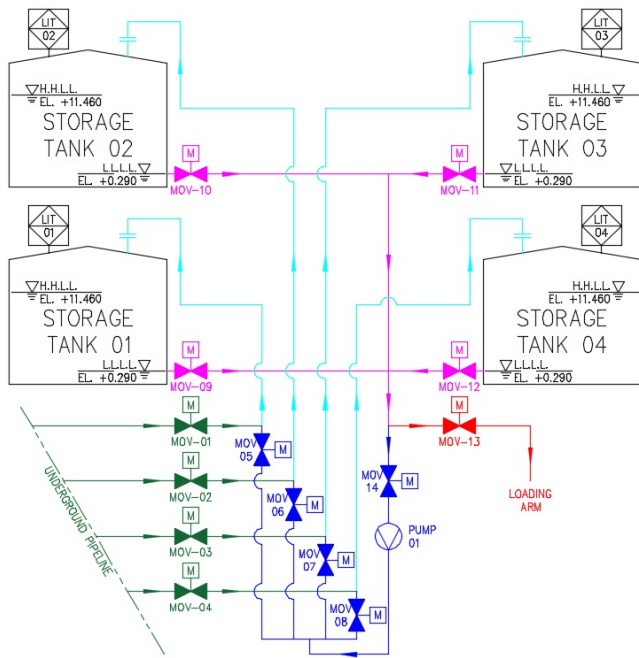 LIT
02
LIT
03
H.H.L.L.
EL. +11.460
STORAGE
TANK 02
L.L.L.L.
EL. +0.290
M
MOV-10
H.H.L.L.
EL. +11.460
STORAGE
TANK 03
M
MOV-11
L.L.L.L.
EL. +0.290
LIT
01
LIT
04
H.H.L.L.
EL. +11.460
STORAGE
TANK 01
L.L.L.L.
EL. +0.290
M
MOV-09
H.H.L.L.
EL. +11.460
STORAGE
TANK 04
M
MOV-12
L.L.L.L.
EL. +0.290
UNDERGROUND PIPELINE
M
MOV-01
M
MOV-02
M
MOV-03
M
MOV-04
MOV
05
M
MOV
06
M
MOV
07
M
MOV
08
M
M
MOV-13
LOADING
ARM
MOV
14
M
PUMP
01